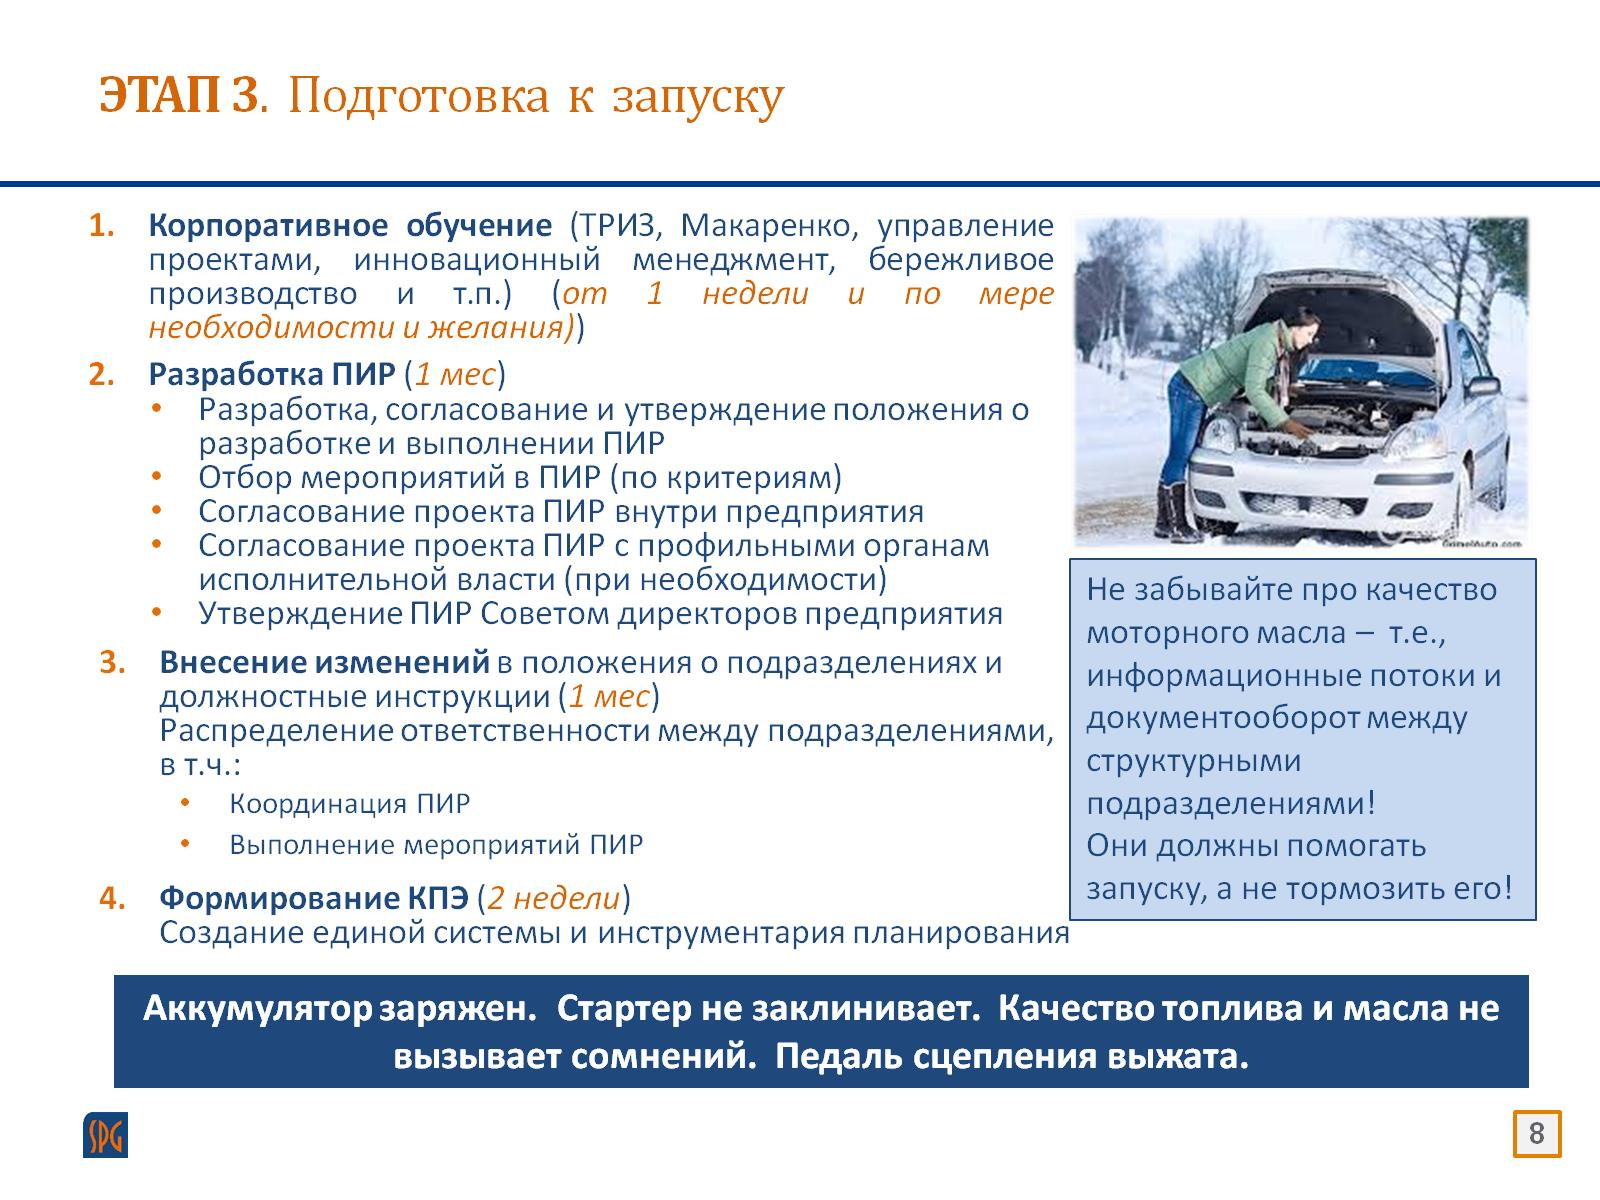 ЭТАП 3. Подготовка к запуску
1. Корпоративное обучение (ТРИЗ, Макаренко, управление
проектами, инновационный менеджмент, бережливое
производство и т.п.) (от 1 недели и по мере
необходимости и желания))
2. Разработка ПИР (1 мес)
• Разработка, согласование и утверждение положения о
разработке и выполнении ПИР
• Отбор мероприятий в ПИР (по критериям)
• Согласование проекта ПИР внутри предприятия
• Согласование проекта ПИР с профильными органам
исполнительной власти (при необходимости)
• Утверждение ПИР Советом директоров предприятия
3. Внесение изменений в положения о подразделениях и
должностные инструкции (1 мес)
Распределение ответственности между подразделениями,
в т.ч.:
• Координация ПИР
• Выполнение мероприятий ПИР
4. Формирование КПЭ (2 недели)
Создание единой системы и инструментария планирования
Не забывайте про качество
моторного масла – т.е.,
информационные потоки и
документооборот между
структурными
подразделениями!
Они должны помогать
запуску, а не тормозить его!
Аккумулятор заряжен. Стартер не заклинивает. Качество топлива и масла не
вызывает сомнений. Педаль сцепления выжата.
SPG
8